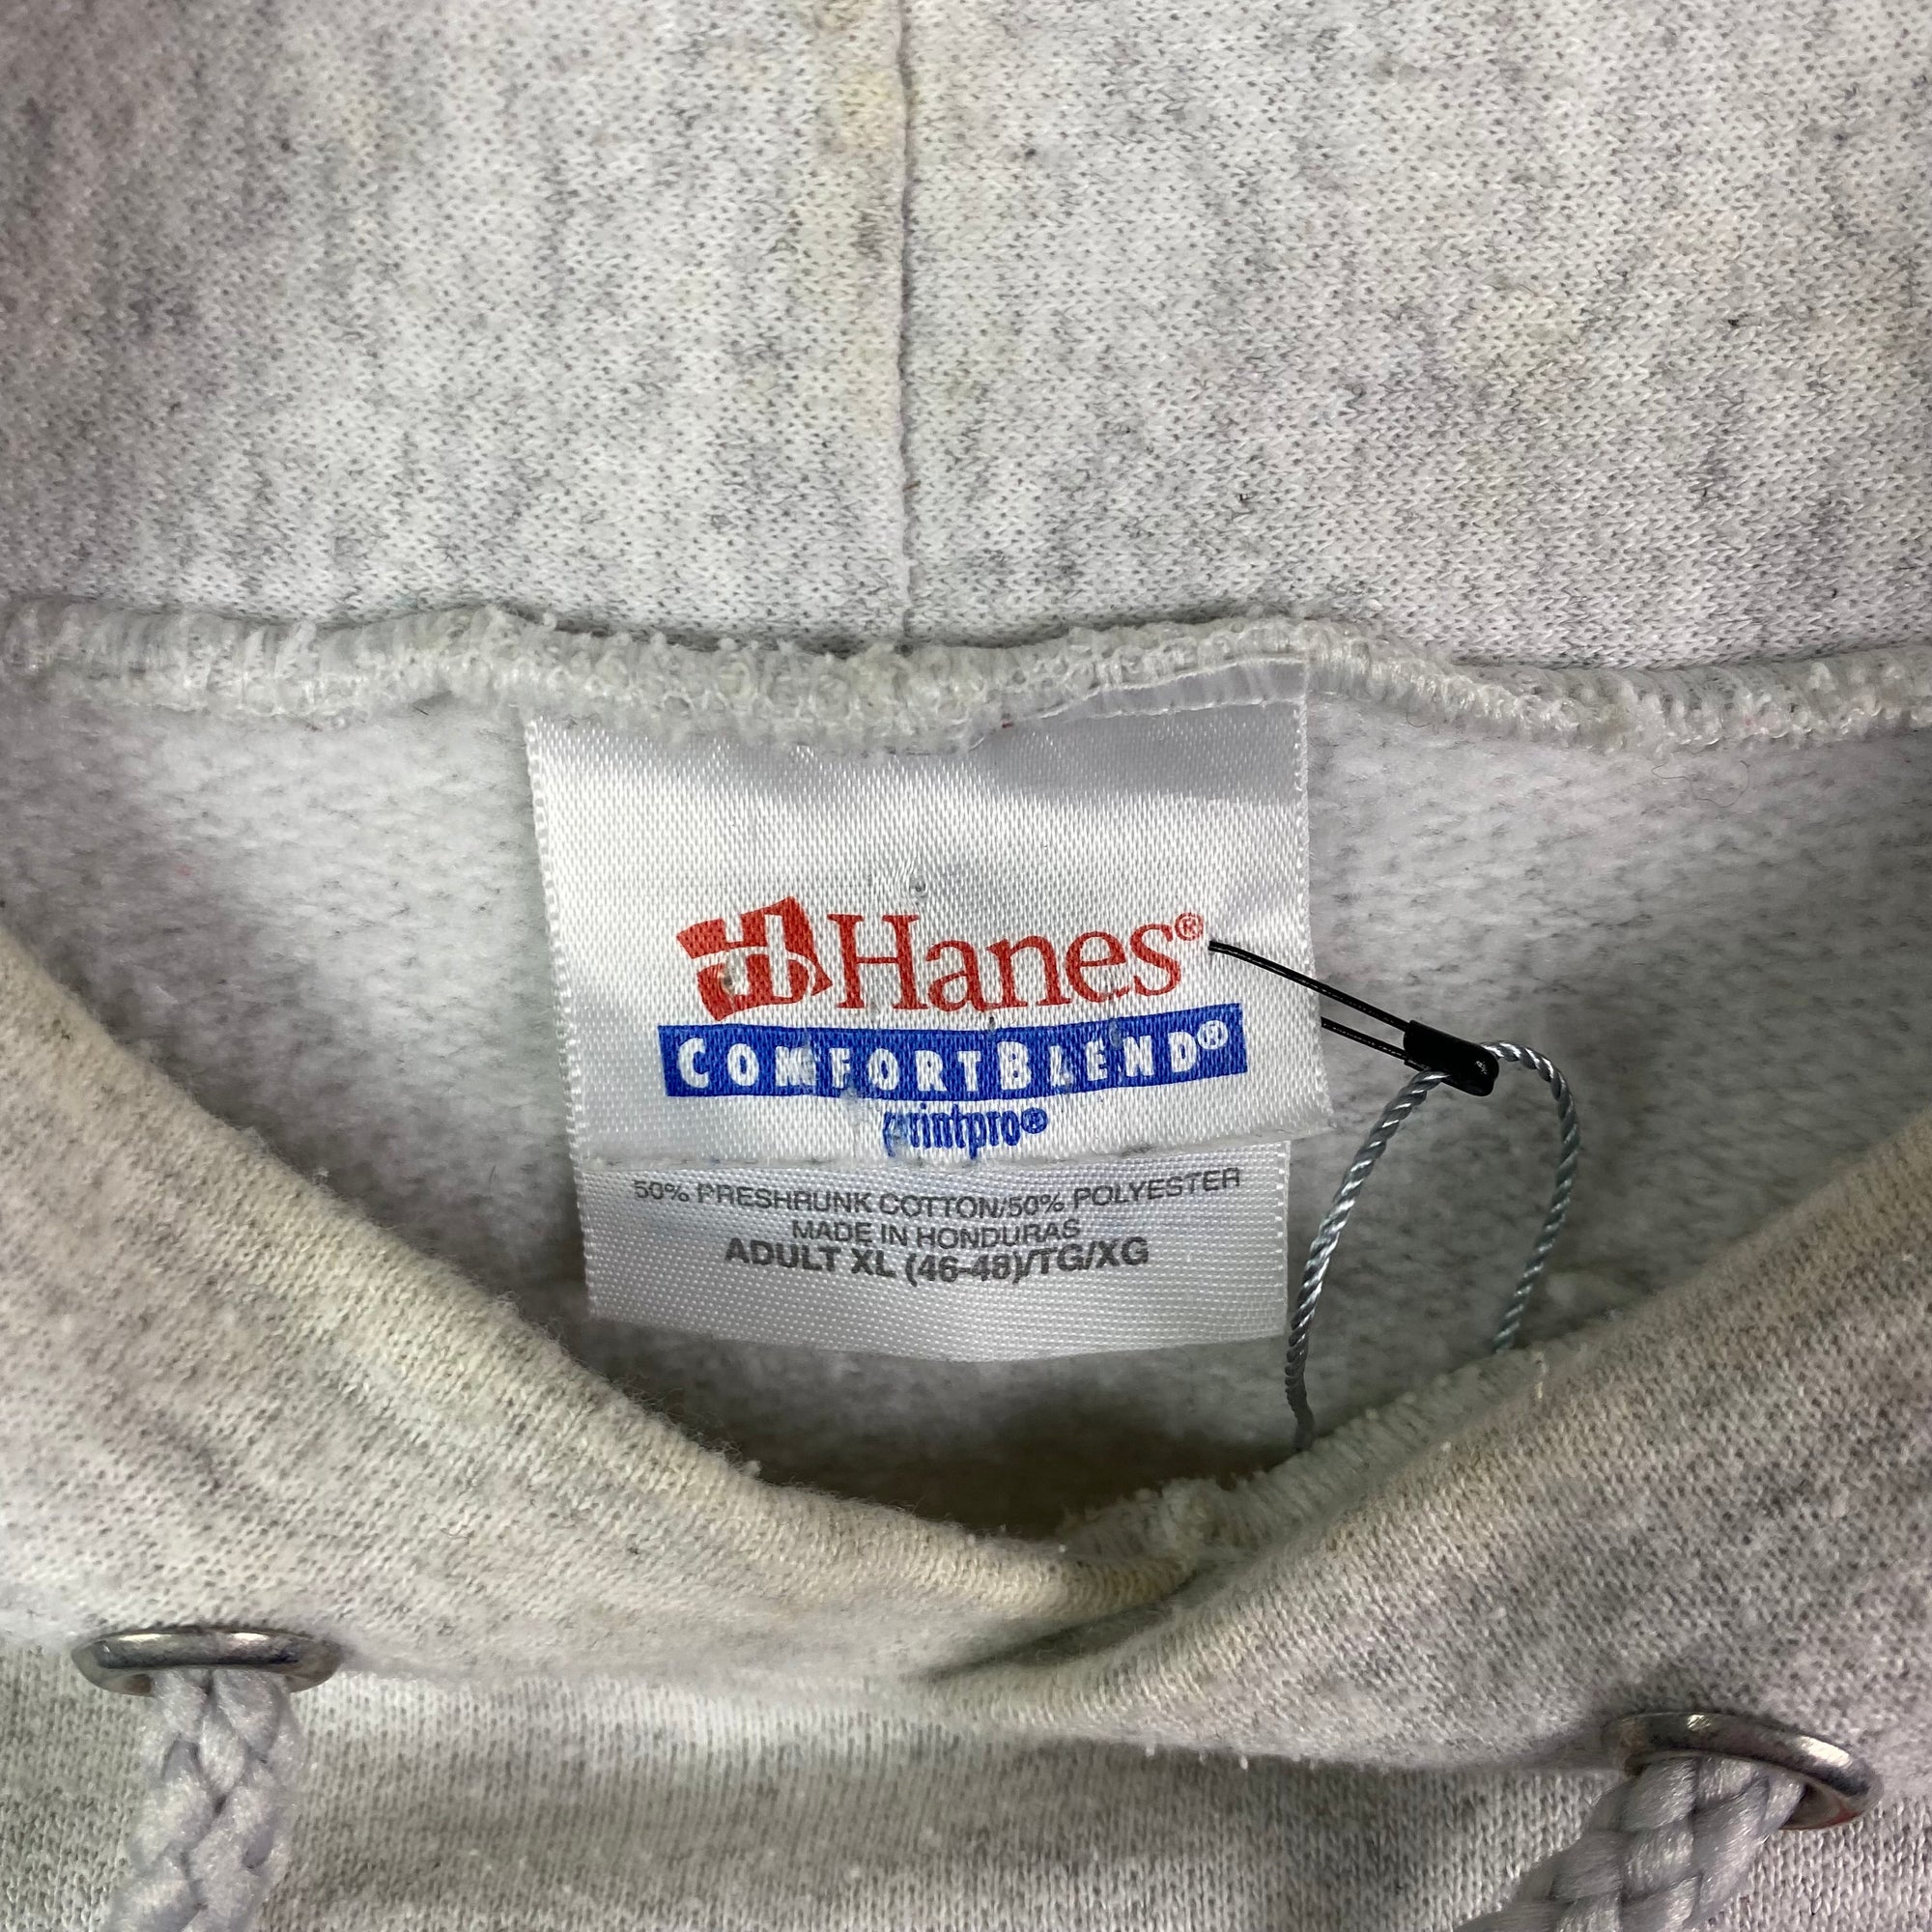 Hanes®
COMFORTBLEND®
printpro®
50% PRESHRUNK COTTON/50% POLYESTER
MADE IN HONDURAS
ADULT XL (46-48)/TG/XG